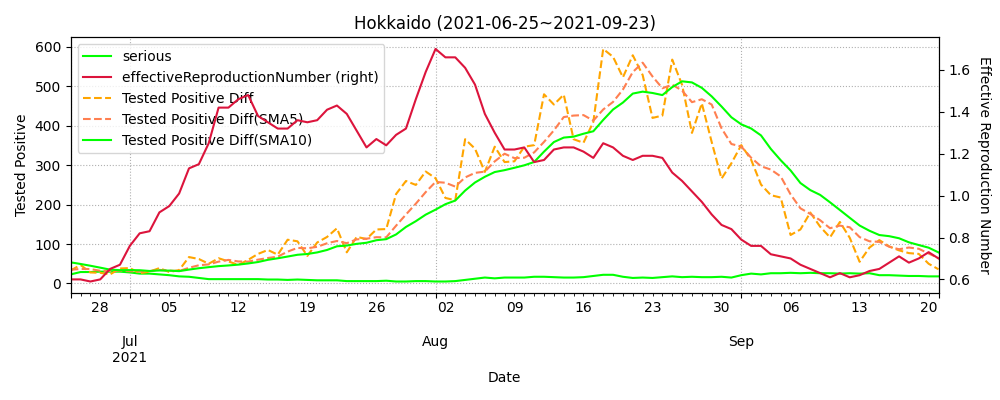 Hokkaido (2021-06-25~2021-09-23)
serious
effectiveReproductionNumber (right)
Tested Positive Diff
Tested Positive Diff(SMA5)
Tested Positive Diff(SMA10)
Tested Positive
600
500
400
300
200
100
0
1.6
1.4
1.2
1.0
0.8
0.6
Effective Reproduction Number
28 05 12 19 26 02 09 16 23 30 06 13 20
Jul Aug Sep
2021
Date